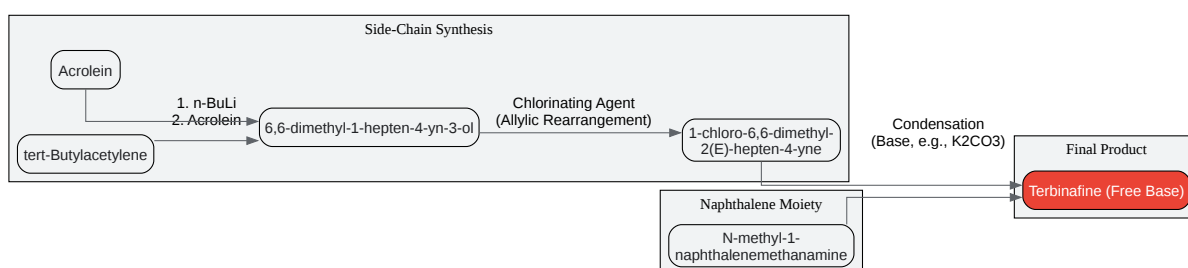 Side-Chain Synthesis
Acrolein
tert-Butylacetylene
1. n-BuLi
2. Acrolein
6,6-dimethyl-1-hepten-4-yn-3-ol
Chlorinating Agent
(Allylic Rearrangement)
1-chloro-6,6-dimethyl-
2(E)-hepten-4-yne
Condensation
(Base, e.g., K2CO3)
Final Product
Terbinafine (Free Base)
Naphthalene Moiety
N-methyl-1-
naphthalenemethanamine